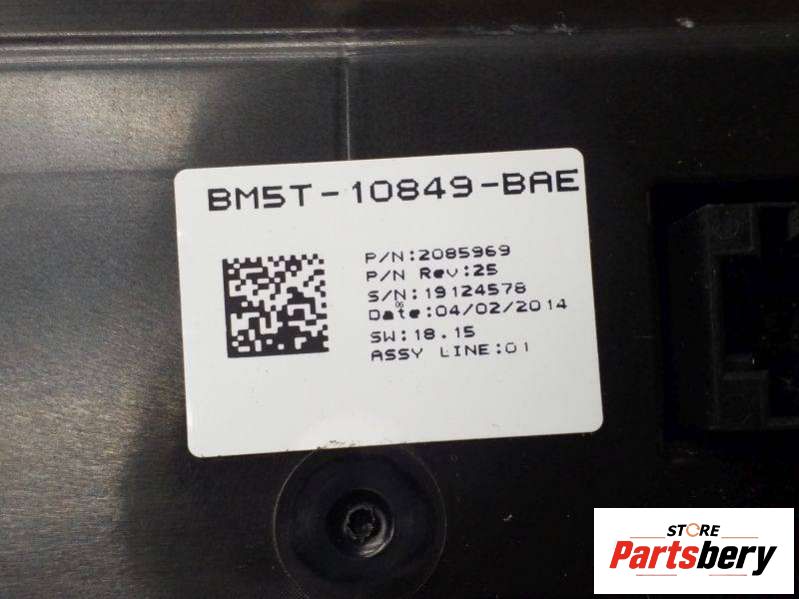 BM5T-10849-BAE
P/N:2085969
P/N Rev:25
S/N:19124578
Date:04/02/2014
SW:18.15
ASSY LINE:01
STORE
Partsbery